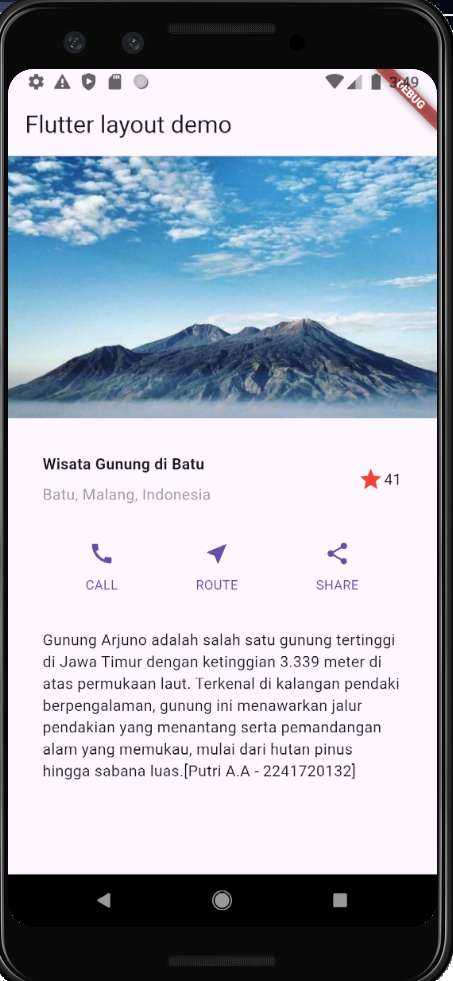 3:49
DEBUG
Flutter layout demo
Wisata Gunung di Batu
Batu, Malang, Indonesia
41
CALL
ROUTE
SHARE
Gunung Arjuno adalah salah satu gunung tertinggi
di Jawa Timur dengan ketinggian 3.339 meter di
atas permukaan laut. Terkenal di kalangan pendaki
berpengalaman, gunung ini menawarkan jalur
pendakian yang menantang serta pemandangan
alam yang memukau, mulai dari hutan pinus
hingga sabana luas.[Putri A.A - 2241720132]